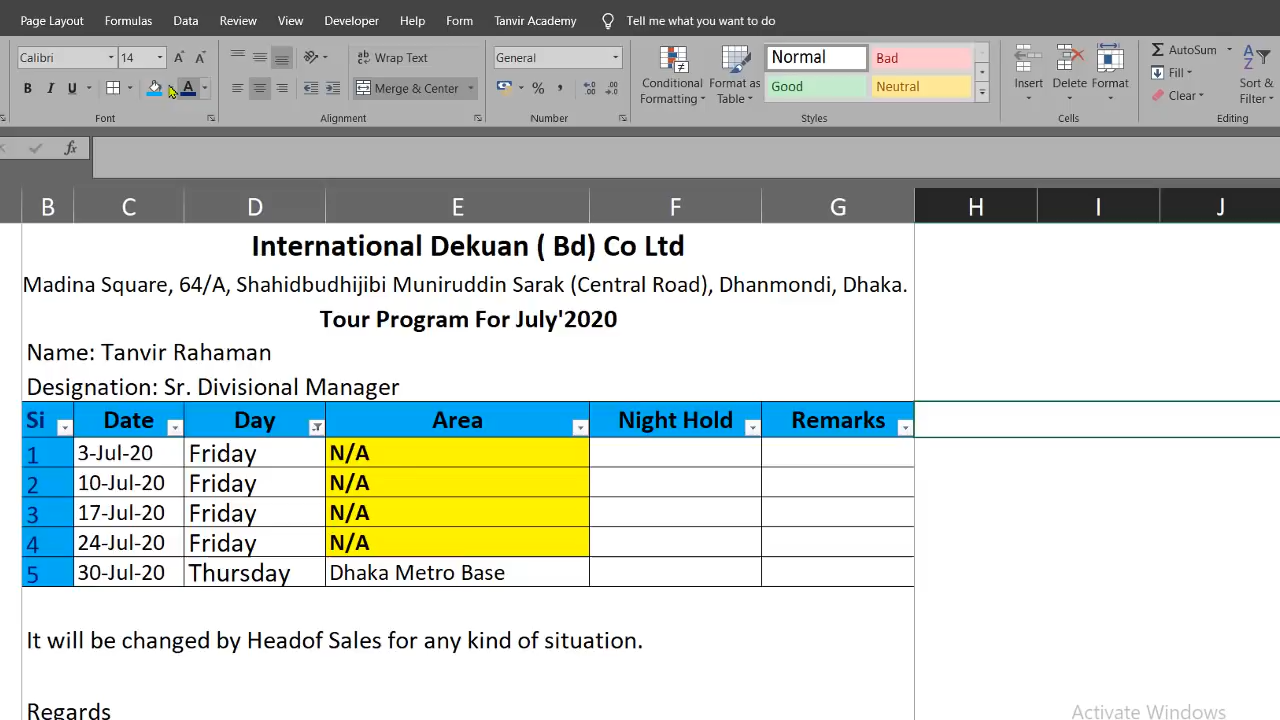 Page Layout Formulas Data Review View Developer Help Form Tanvir Academy Tell me what you want to do
Calibri 14 A A ab Wrap Text General Conditional Formatting Format as Table Normal Bad Good Neutral Insert Delete Format AutoSum Fill Clear Sort & Filter
B I U A Merge & Center % , .0 .00 .00 .0
Font Alignment Number Styles Cells Editing
fx
B C D E F G H I J
International Dekuan ( Bd) Co Ltd
Madina Square, 64/A, Shahidbudhijibi Muniruddin Sarak (Central Road), Dhanmondi, Dhaka.
Tour Program For July'2020
Name: Tanvir Rahaman
Designation: Sr. Divisional Manager
Si Date Day Area Night Hold Remarks
1 3-Jul-20 Friday N/A
2 10-Jul-20 Friday N/A
3 17-Jul-20 Friday N/A
4 24-Jul-20 Friday N/A
5 30-Jul-20 Thursday Dhaka Metro Base
It will be changed by Headof Sales for any kind of situation.
Regards
Activate Windows